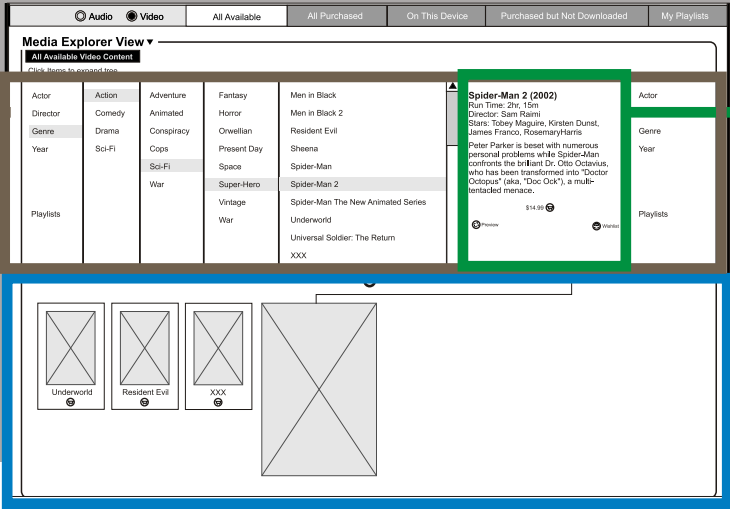 Audio Video All Available All Purchased On This Device Purchased but Not Downloaded My Playlists
Media Explorer View
All Available Video Content
Click Items to expand tree
Actor
Director
Genre
Year
Playlists
Action
Comedy
Drama
Sci-Fi
Adventure
Animated
Conspiracy
Cops
Sci-Fi
War
Fantasy
Horror
Orwellian
Present Day
Space
Super-Hero
Vintage
War
Men in Black
Men in Black 2
Resident Evil
Sheena
Spider-Man
Spider-Man 2
Spider-Man The New Animated Series
Underworld
Universal Soldier: The Return
XXX
Spider-Man 2 (2002)
Run Time: 2hr, 15m
Director: Sam Raimi
Stars: Tobey Maguire, Kirsten Dunst,
James Franco, RosemaryHarris
Peter Parker is beset with numerous
personal problems while Spider-Man
confronts the brilliant Dr. Otto Octavius,
who has been transformed into "Doctor
Octopus" (aka, "Doc Ock"), a multi-
tentacled menace.
$14.99
Preview Wishlist
Actor
Genre
Year
Playlists
Underworld Resident Evil XXX